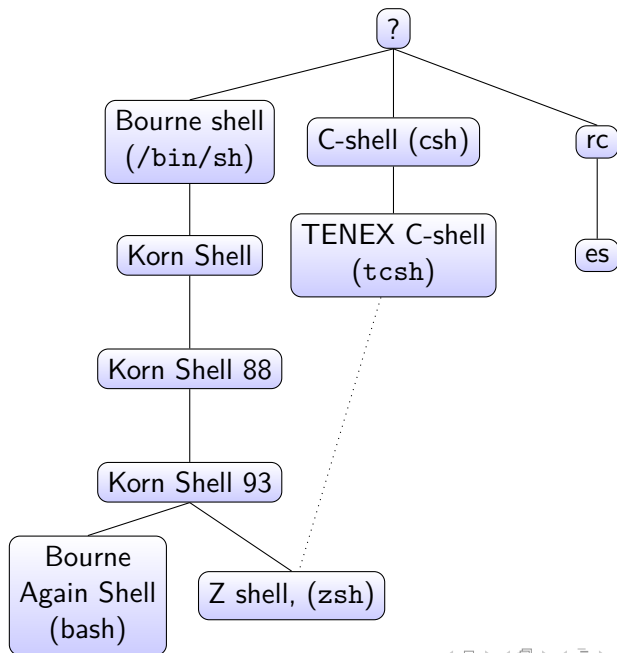 ?
Bourne shell
(/bin/sh)
C-shell (csh)
rc
Korn Shell
TENEX C-shell
(tcsh)
es
Korn Shell 88
Korn Shell 93
Bourne
Again Shell
(bash)
Z shell, (zsh)